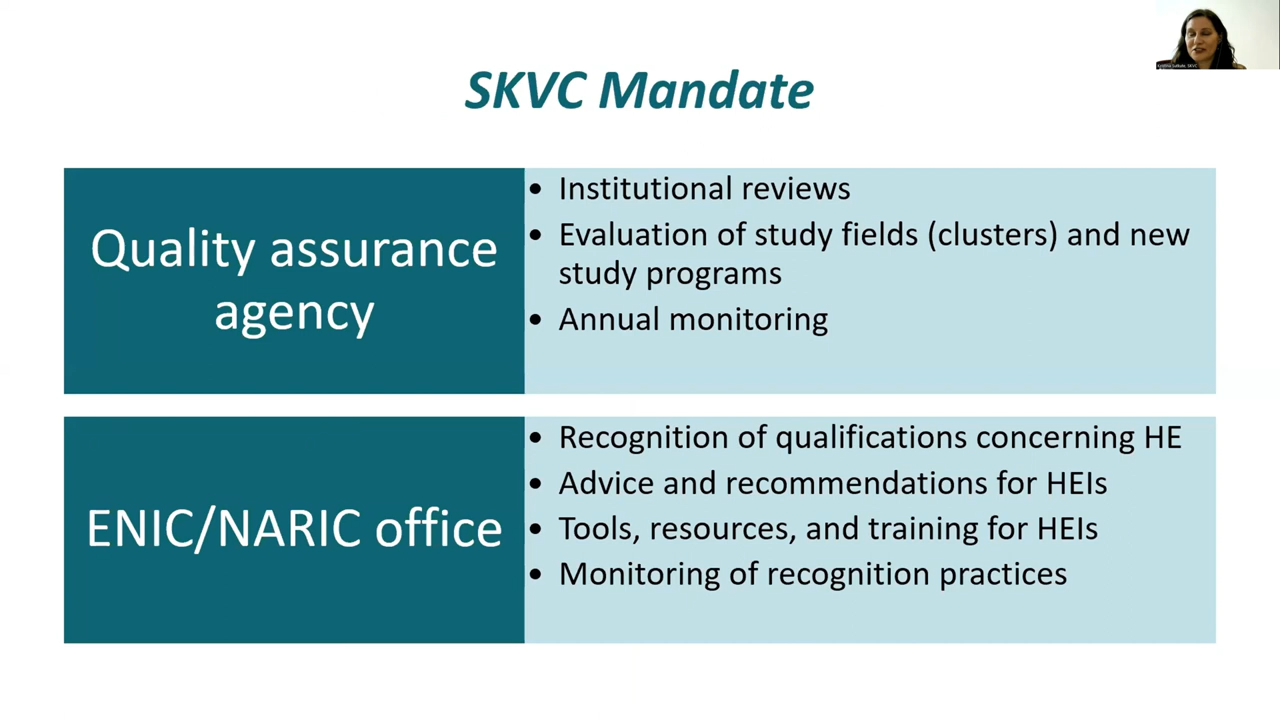 SKVC Mandate
Quality assurance
agency
• Institutional reviews
• Evaluation of study fields (clusters) and new
study programs
• Annual monitoring
ENIC/NARIC office
• Recognition of qualifications concerning HE
• Advice and recommendations for HEIs
• Tools, resources, and training for HEIs
• Monitoring of recognition practices